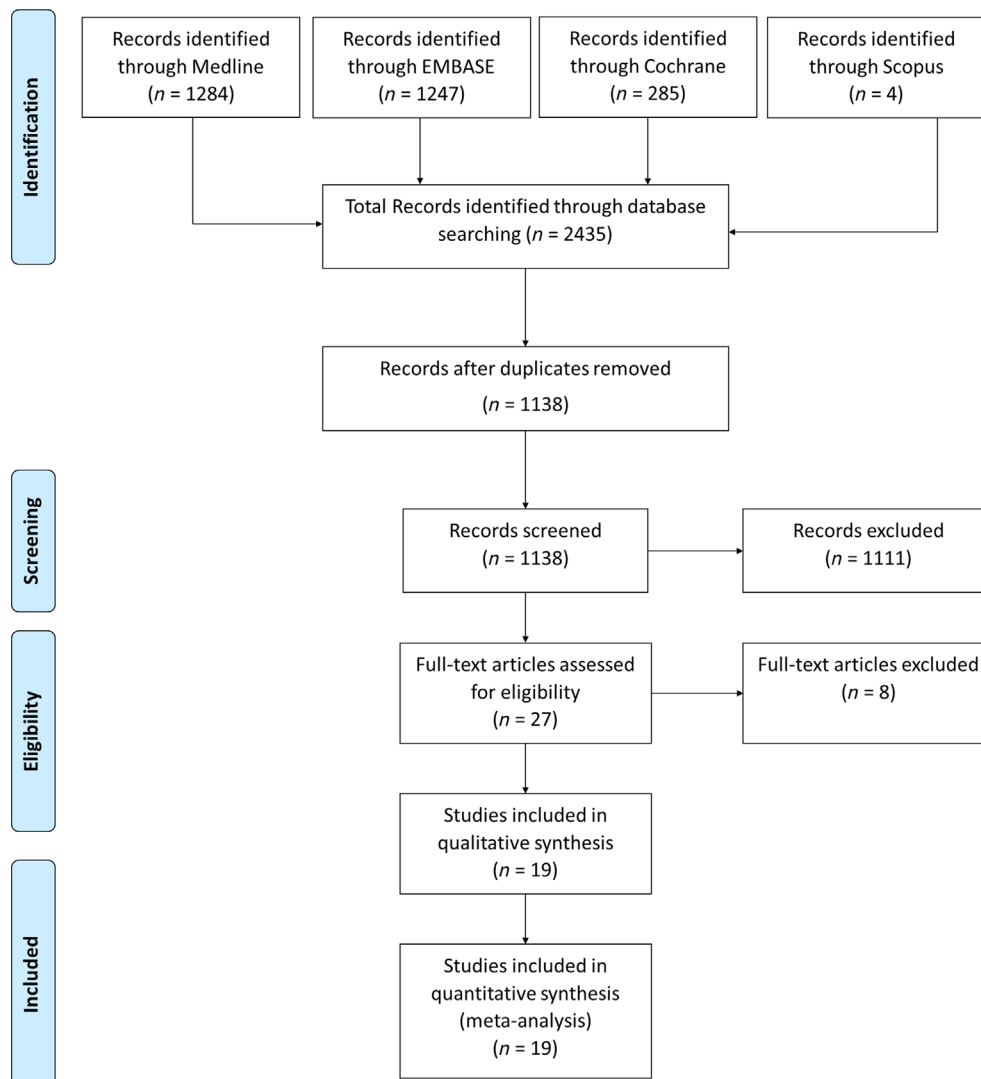 Identification
Records identified
through Medline
(n = 1284)
Records identified
through EMBASE
(n = 1247)
Records identified
through Cochrane
(n = 285)
Records identified
through Scopus
(n = 4)
Total Records identified through database
searching (n = 2435)
Records after duplicates removed
(n = 1138)
Screening
Records screened
(n = 1138)
Records excluded
(n = 1111)
Eligibility
Full-text articles assessed
for eligibility
(n = 27)
Full-text articles excluded
(n = 8)
Studies included in
qualitative synthesis
(n = 19)
Included
Studies included in
quantitative synthesis
(meta-analysis)
(n = 19)